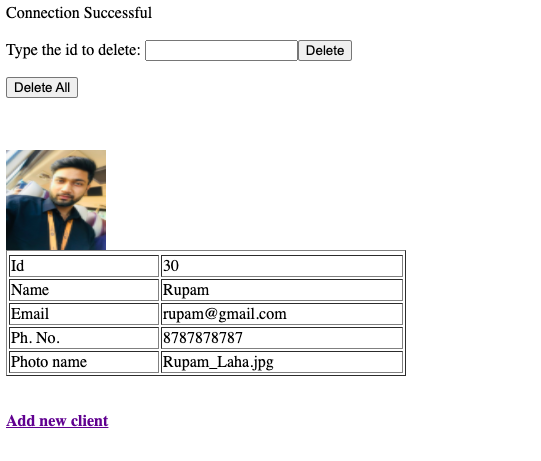 Connection Successful
Type the id to delete: Delete
Delete All
Id 30
Name Rupam
Email rupam@gmail.com
Ph. No. 8787878787
Photo name Rupam_Laha.jpg
Add new client